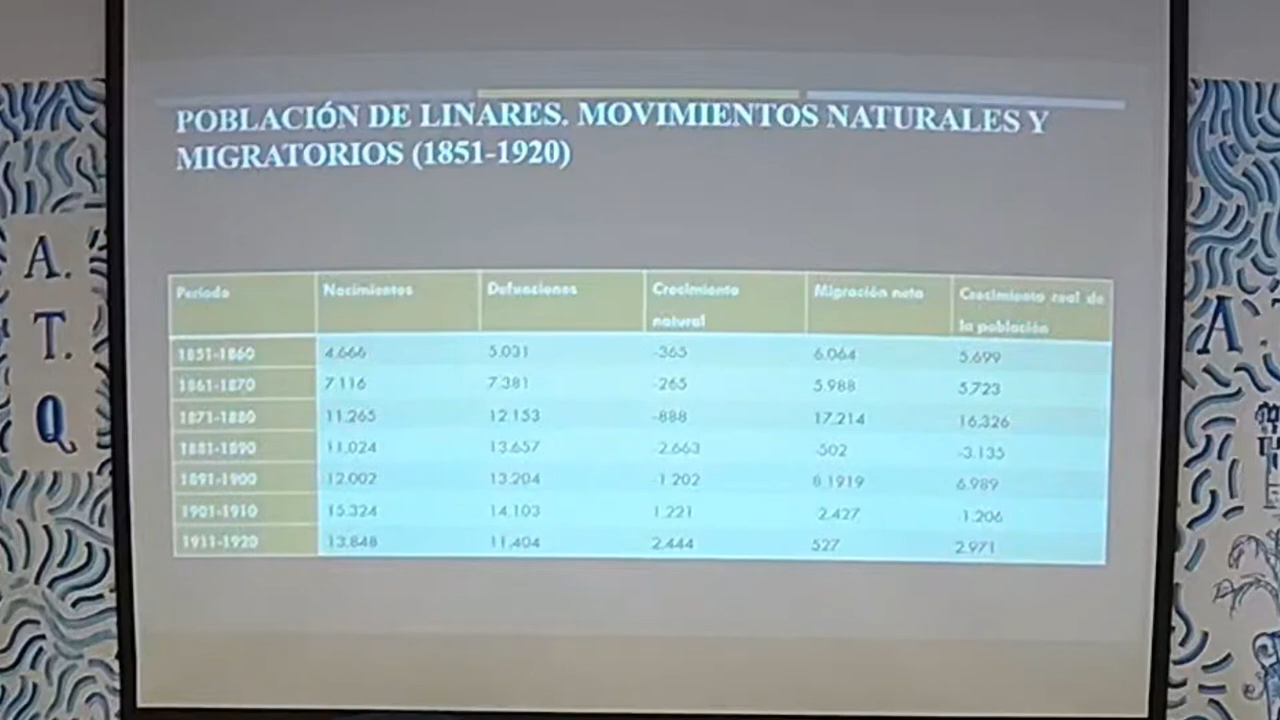 POBLACIÓN DE LINARES. MOVIMIENTOS NATURALES Y
MIGRATORIOS (1851-1920)
Periodo Nacimientos Defunciones Crecimiento natural Migración neta Crecimiento real de la población
1851-1860 4.666 5.031 -365 6.064 5.699
1861-1870 7.116 7.381 -265 5.988 5.723
1871-1880 11.265 12.153 -888 17.214 16.326
1881-1890 11.024 13.657 -2.663 -502 -3.135
1891-1900 12.002 13.204 -1.202 8.1919 6.989
1901-1910 15.324 14.103 1.221 -2.427 -1.206
1911-1920 13.848 11.404 2.444 527 2.971
A.
T.
Q
A.